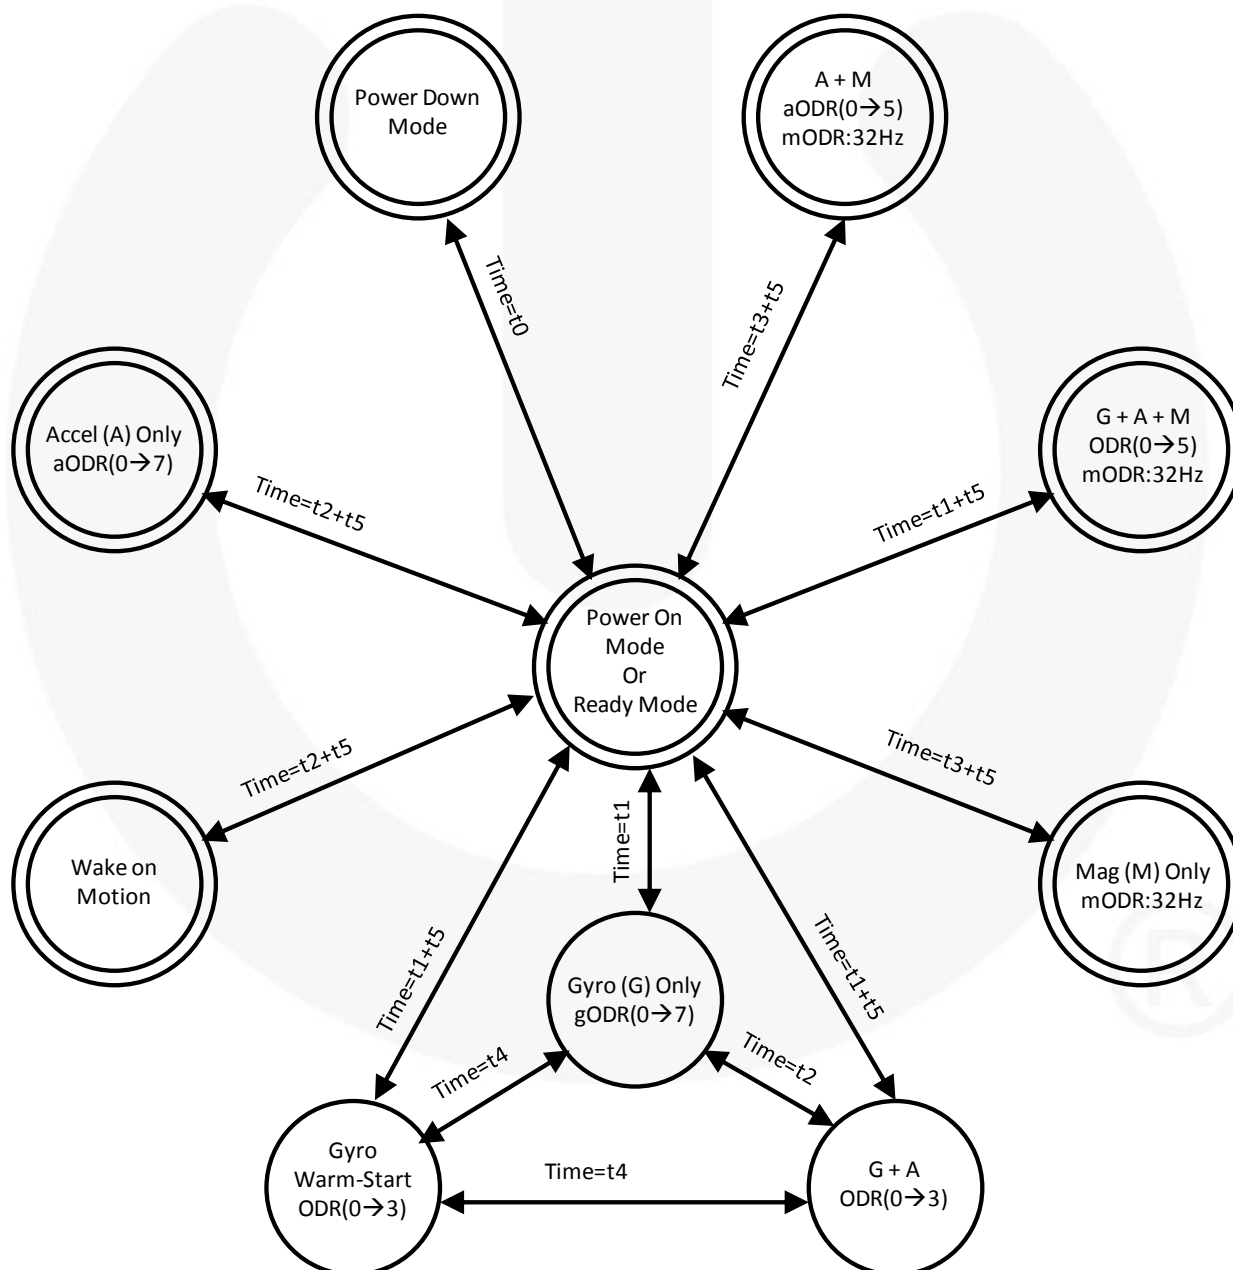 Power Down
Mode
A + M
aODR(0→5)
mODR:32Hz
Time=t0
Time=t3+t5
Accel (A) Only
aODR(0→7)
G + A + M
ODR(0→5)
mODR:32Hz
Time=t2+t5
Time=t1+t5
Power On
Mode
Or
Ready Mode
Time=t2+t5
Time=t3+t5
Wake on
Motion
Time=t1
Mag (M) Only
mODR:32Hz
Time=t1+t5
Time=t1+t5
Gyro (G) Only
gODR(0→7)
Time=t4
Time=t2
Gyro
Warm-Start
ODR(0→3)
Time=t4
G + A
ODR(0→3)
®